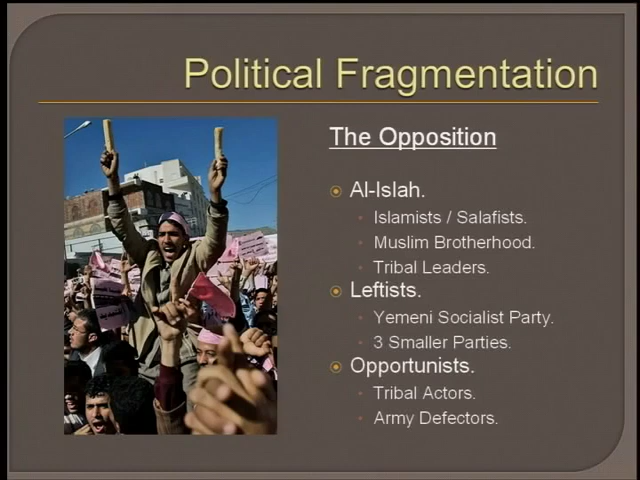 Political Fragmentation
The Opposition
Al-Islah.
Islamists / Salafists.
Muslim Brotherhood.
Tribal Leaders.
Leftists.
Yemeni Socialist Party.
3 Smaller Parties.
Opportunists.
Tribal Actors.
Army Defectors.